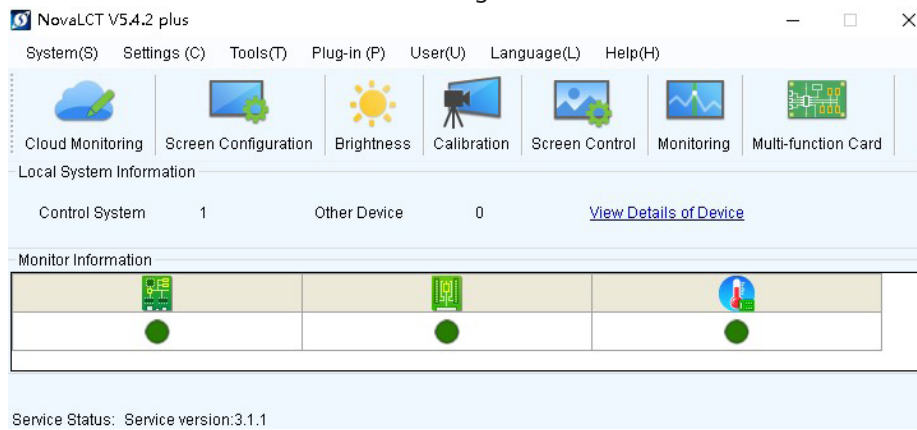 NovaLCT V5.4.2 plus
System(S) Settings (C) Tools(T) Plug-in (P) User(U) Language(L) Help(H)
Cloud Monitoring Screen Configuration Brightness Calibration Screen Control Monitoring Multi-function Card
Local System Information
Control System 1 Other Device 0 View Details of Device
Monitor Information
Service Status: Service version:3.1.1